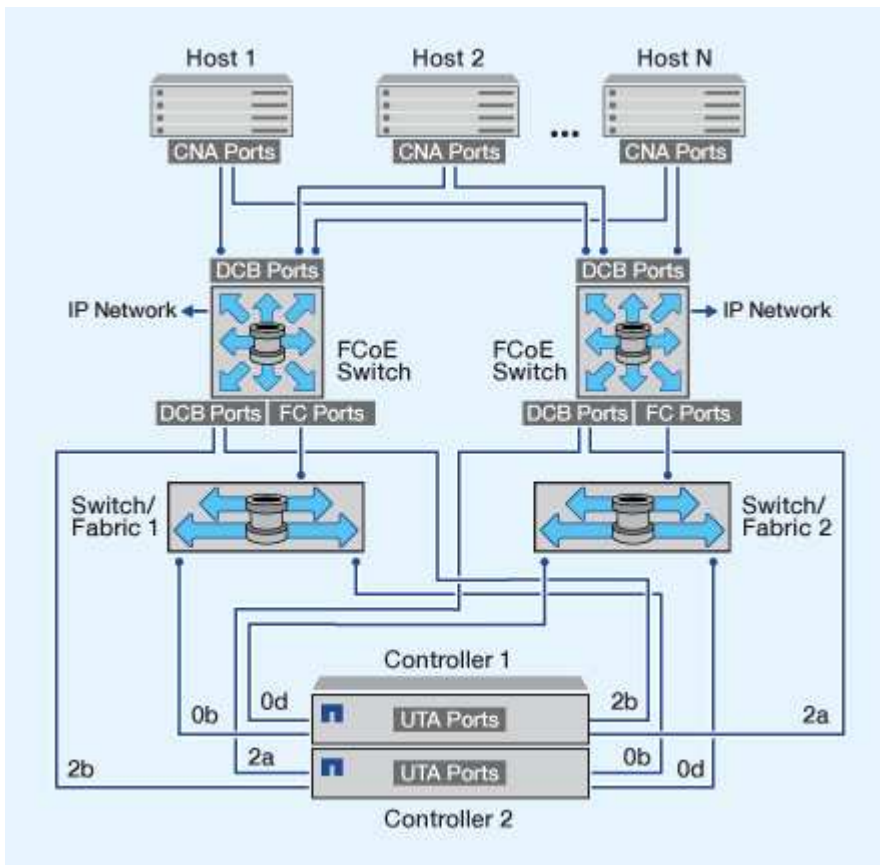 Host 1
Host 2
Host N
...
CNA Ports
CNA Ports
CNA Ports
DCB Ports
DCB Ports
IP Network
FCoE
Switch
FCoE
Switch
IP Network
DCB Ports
FC Ports
DCB Ports
FC Ports
Switch/
Fabric 1
Switch/
Fabric 2
Controller 1
0b
0d
UTA Ports
2b
2a
2b
2a
UTA Ports
0b
0d
Controller 2